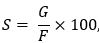 S = G/F × 100,